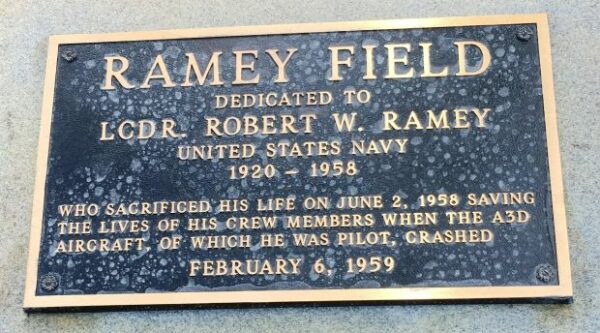 RAMEY FIELD
DEDICATED TO
LCDR. ROBERT W. RAMEY
UNITED STATES NAVY
1920 - 1958
WHO SACRIFICED HIS LIFE ON JUNE 2, 1958 SAVING
THE LIVES OF HIS CREW MEMBERS WHEN THE A3D
AIRCRAFT, OF WHICH HE WAS PILOT, CRASHED
FEBRUARY 6, 1959